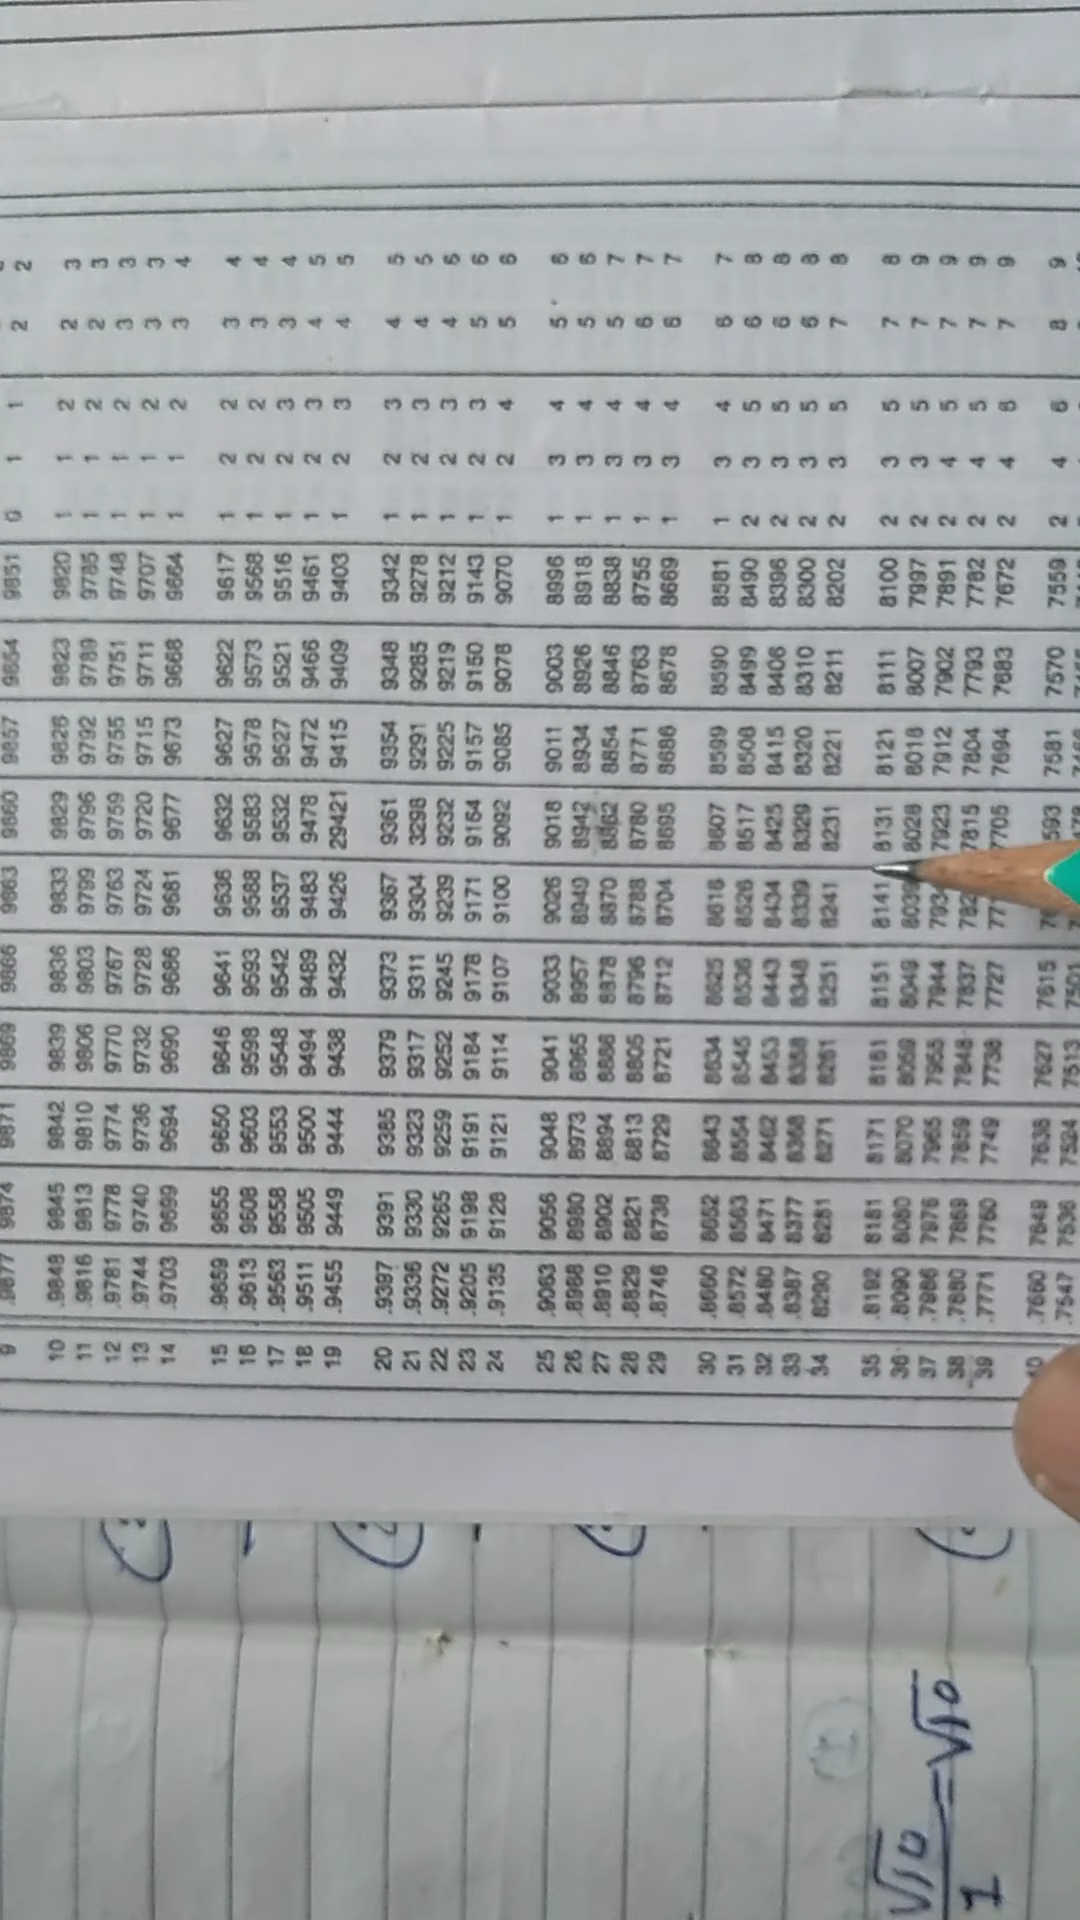 9 .9877 9874 9871 9869 9866 9863 9860 9857 9854 9851 0 1 1 2 2
10 .9848 9845 9842 9839 9836 9833 9829 9826 9823 9820 1 1 2 2 3
11 .9816 9813 9810 9806 9803 9799 9796 9792 9789 9785 1 1 2 2 3
12 .9781 9778 9774 9770 9767 9763 9759 9755 9751 9748 1 1 2 3 3
13 .9744 9740 9736 9732 9728 9724 9720 9715 9711 9707 1 1 2 3 3
14 .9703 9699 9694 9690 9686 9681 9677 9673 9668 9664 1 1 2 3 4
15 .9659 9655 9650 9646 9641 9636 9632 9627 9622 9617 1 2 2 3 4
16 .9613 9608 9603 9598 9593 9588 9583 9578 9573 9568 1 2 2 3 4
17 .9563 9558 9553 9548 9542 9537 9532 9527 9521 9516 1 2 3 3 4
18 .9511 9505 9500 9494 9489 9483 9478 9472 9466 9461 1 2 3 4 5
19 .9455 9449 9444 9438 9432 9426 29421 9415 9409 9403 1 2 3 4 5
20 .9397 9391 9385 9379 9373 9367 9361 9354 9348 9342 1 2 3 4 5
21 .9336 9330 9323 9317 9311 9304 3298 9291 9285 9278 1 2 3 4 5
22 .9272 9265 9259 9252 9245 9239 9232 9225 9219 9212 1 2 3 4 6
23 .9205 9198 9191 9184 9178 9171 9164 9157 9150 9143 1 2 3 5 6
24 .9135 9128 9121 9114 9107 9100 9092 9085 9078 9070 1 2 4 5 6
25 .9063 9056 9048 9041 9033 9026 9018 9011 9003 8996 1 3 4 5 6
26 .8988 8980 8973 8965 8957 8949 8942 8934 8926 8918 1 3 4 5 6
27 .8910 8902 8894 8886 8878 8870 8862 8854 8846 8838 1 3 4 5 7
28 .8829 8821 8813 8805 8796 8788 8780 8771 8763 8755 1 3 4 6 7
29 .8746 8738 8729 8721 8712 8704 8695 8686 8678 8669 1 3 4 6 7
30 .8660 8652 8643 8634 8625 8616 8607 8599 8590 8581 1 3 4 6 7
31 .8572 8563 8554 8545 8536 8526 8517 8508 8499 8490 2 3 5 6 8
32 .8480 8471 8462 8453 8443 8434 8425 8415 8406 8396 2 3 5 6 8
33 .8387 8377 8368 8358 8348 8339 8329 8320 8310 8300 2 3 5 6 8
34 8290 8281 8271 8261 8251 8241 8231 8221 8211 8202 2 3 5 7 8
35 .8192 8181 8171 8161 8151 8141 8131 8121 8111 8100 2 3 5 7 8
36 .8090 8080 8070 8059 8049 8028 8018 8007 7997 2 3 5 7 9
37 .7986 7976 7965 7955 7944 7923 7912 7902 7891 2 4 5 7 9
38 .7880 7869 7859 7848 7837 7815 7804 7793 7782 2 4 5 7 9
39 .7771 7760 7749 7738 7727 7705 7694 7683 7672 2 4 6 7 9
.7660 7649 7638 7627 7615 7581 7570 7559 2 4 6 8 9
.7547 7536 7524 7513 7501
√10
1
=√10